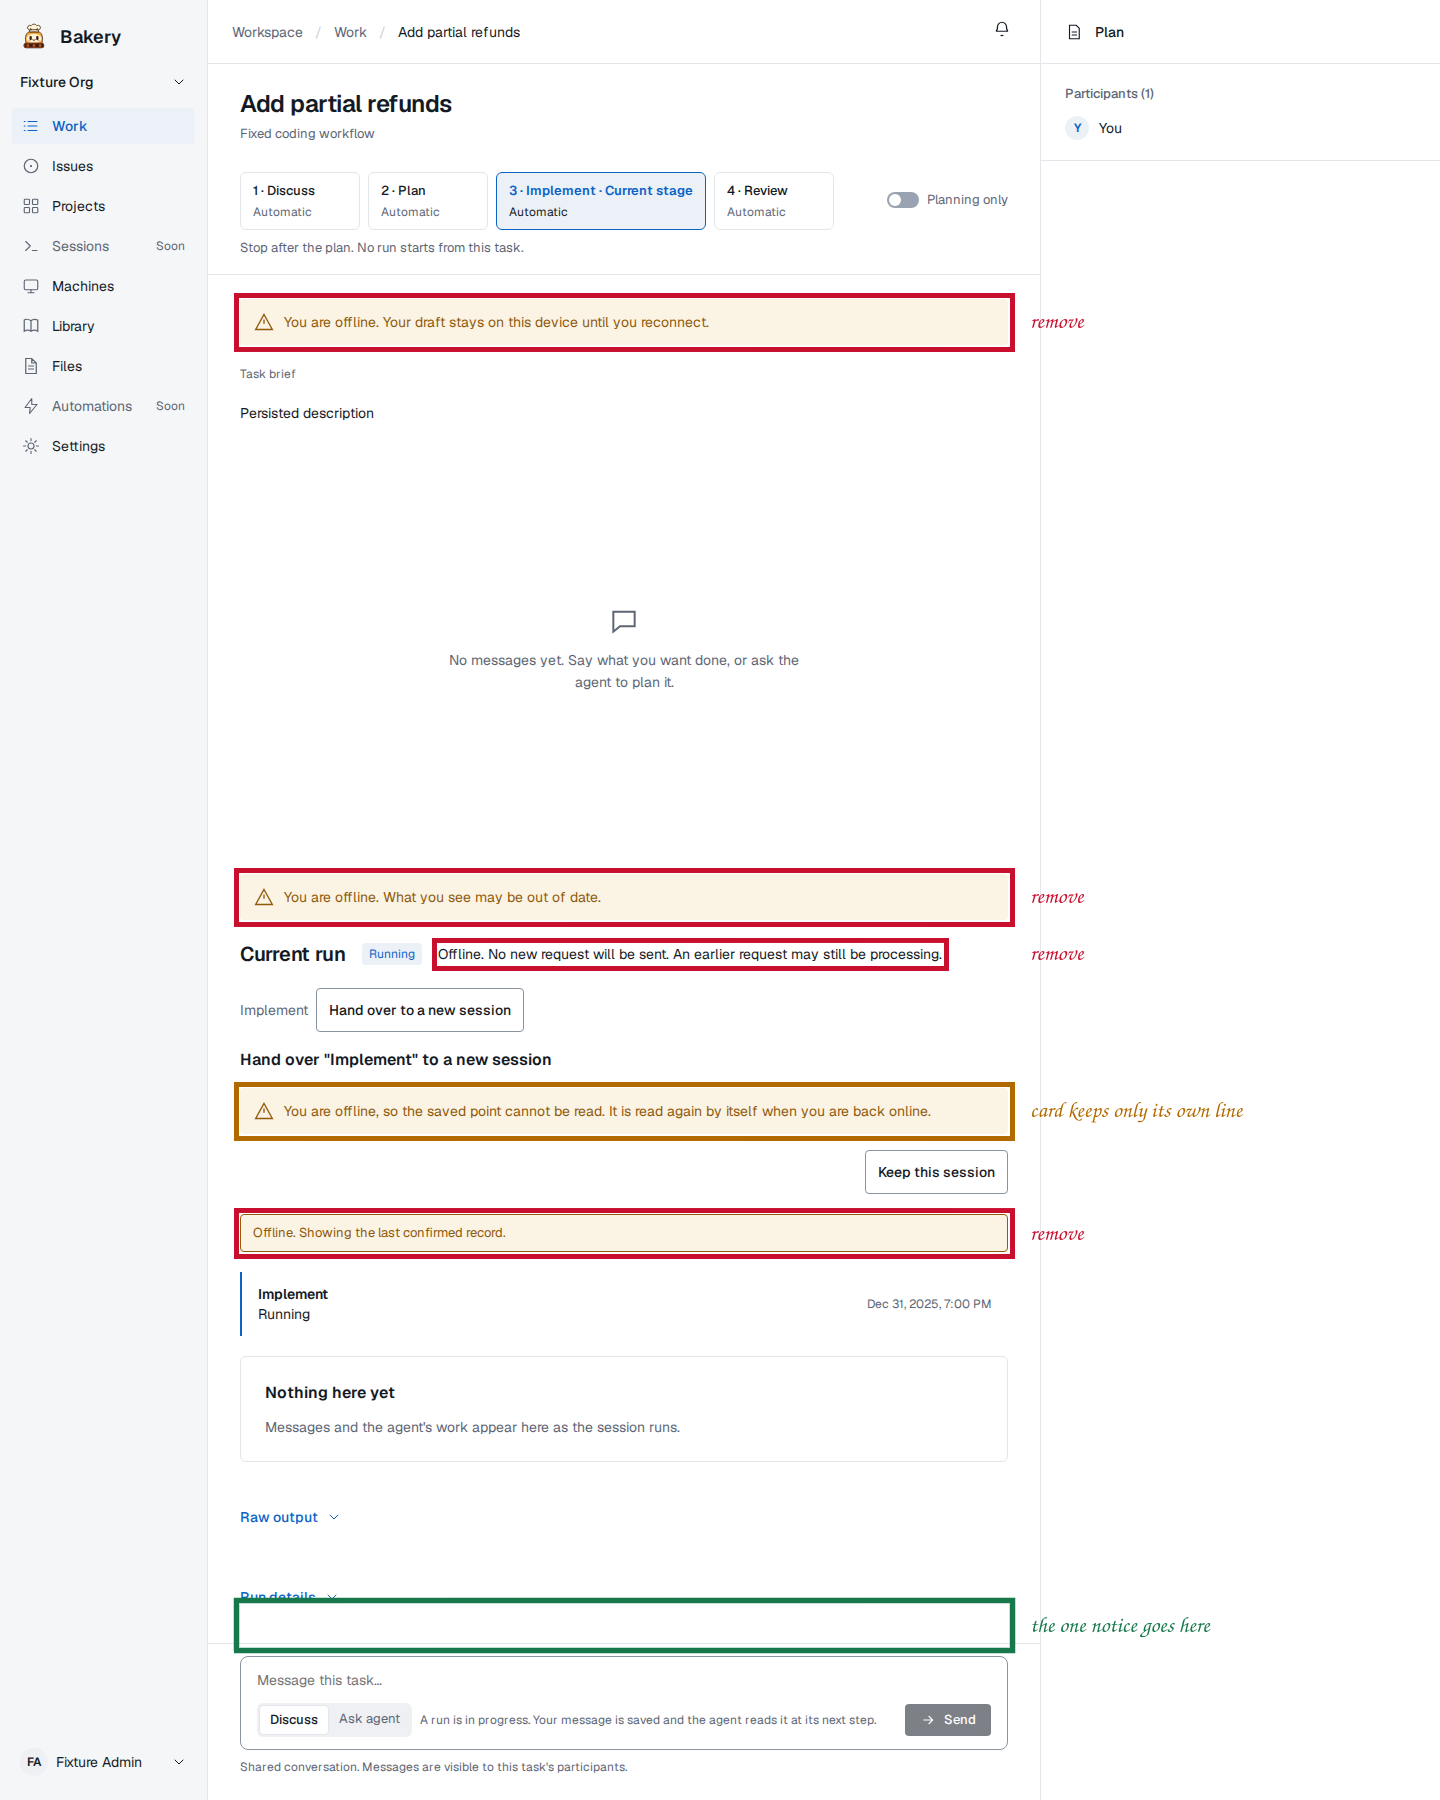 Bakery
Fixture Org
Work
Issues
Projects
Sessions Soon
Machines
Library
Files
Automations Soon
Settings
FA Fixture Admin
Workspace / Work / Add partial refunds
Add partial refunds
Fixed coding workflow
1 · Discuss
Automatic
2 · Plan
Automatic
3 · Implement · Current stage
Automatic
4 · Review
Automatic
Planning only
Stop after the plan. No run starts from this task.
You are offline. Your draft stays on this device until you reconnect.
remove
Task brief
Persisted description
No messages yet. Say what you want done, or ask the
agent to plan it.
You are offline. What you see may be out of date.
remove
Current run Running Offline. No new request will be sent. An earlier request may still be processing.
remove
Implement Hand over to a new session
Hand over "Implement" to a new session
You are offline, so the saved point cannot be read. It is read again by itself when you are back online.
card keeps only its own line
Keep this session
Offline. Showing the last confirmed record.
remove
Implement
Running
Dec 31, 2025, 7:00 PM
Nothing here yet
Messages and the agent's work appear here as the session runs.
Raw output
Run details
the one notice goes here
Message this task...
Discuss Ask agent A run is in progress. Your message is saved and the agent reads it at its next step. Send
Shared conversation. Messages are visible to this task's participants.
Plan
Participants (1)
Y You